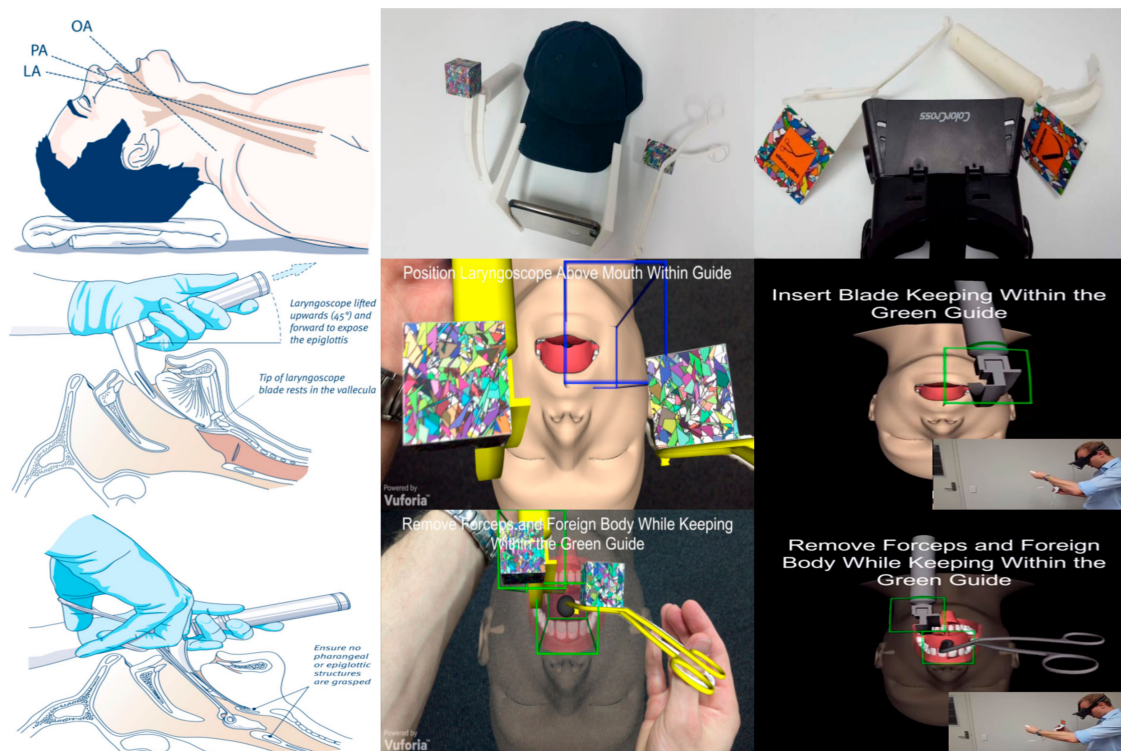 OA
PA
LA
ColorCross
Laryngoscope lifted
upwards (45°) and
forward to expose
the epiglottis
Tip of laryngoscope
blade rests in the vallecula
Position Laryngoscope Above Mouth Within Guide
Powered by
Vuforia™
Insert Blade Keeping Within the
Green Guide
Ensure no
pharangeal
or epiglottic
structures
are grasped
Remove Forceps and Foreign Body While Keeping
Within the Green Guide
Powered by
Vuforia™
Remove Forceps and Foreign
Body While Keeping Within the
Green Guide